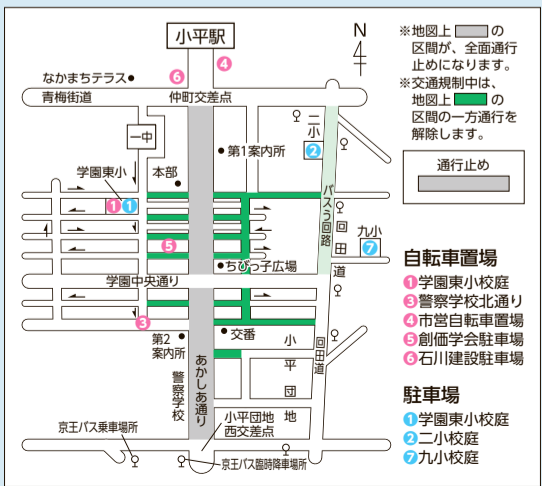 小平駅
N
4
6
なかまちテラス
青梅街道
仲町交差点
一中
第1案内所
二小
2
学園東小
本部
1 1
バスう回路
回田道
九小
7
5
ちびっ子広場
学園中央通り
3
第2
案内所
交番
小平団地
回田道
警察学校
あかしあ通り
小平団地
西交差点
京王バス乗車場所
京王バス臨時降車場所
※地図上 の
区間が、全面通行
止めになります。
※交通規制中は、
地図上 の
区間の一方通行を
解除します。
通行止め
自転車置場
1学園東小校庭
3警察学校北通り
4市営自転車置場
5創価学会駐車場
6石川建設駐車場
駐車場
1学園東小校庭
2二小校庭
7九小校庭